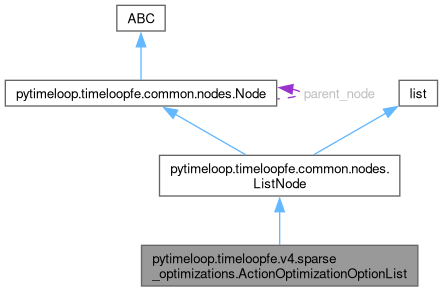 ABC
pytimeloop.timeloopfe.common.nodes.Node
parent_node
list
pytimeloop.timeloopfe.common.nodes.
ListNode
pytimeloop.timeloopfe.v4.sparse
_optimizations.ActionOptimizationOptionList